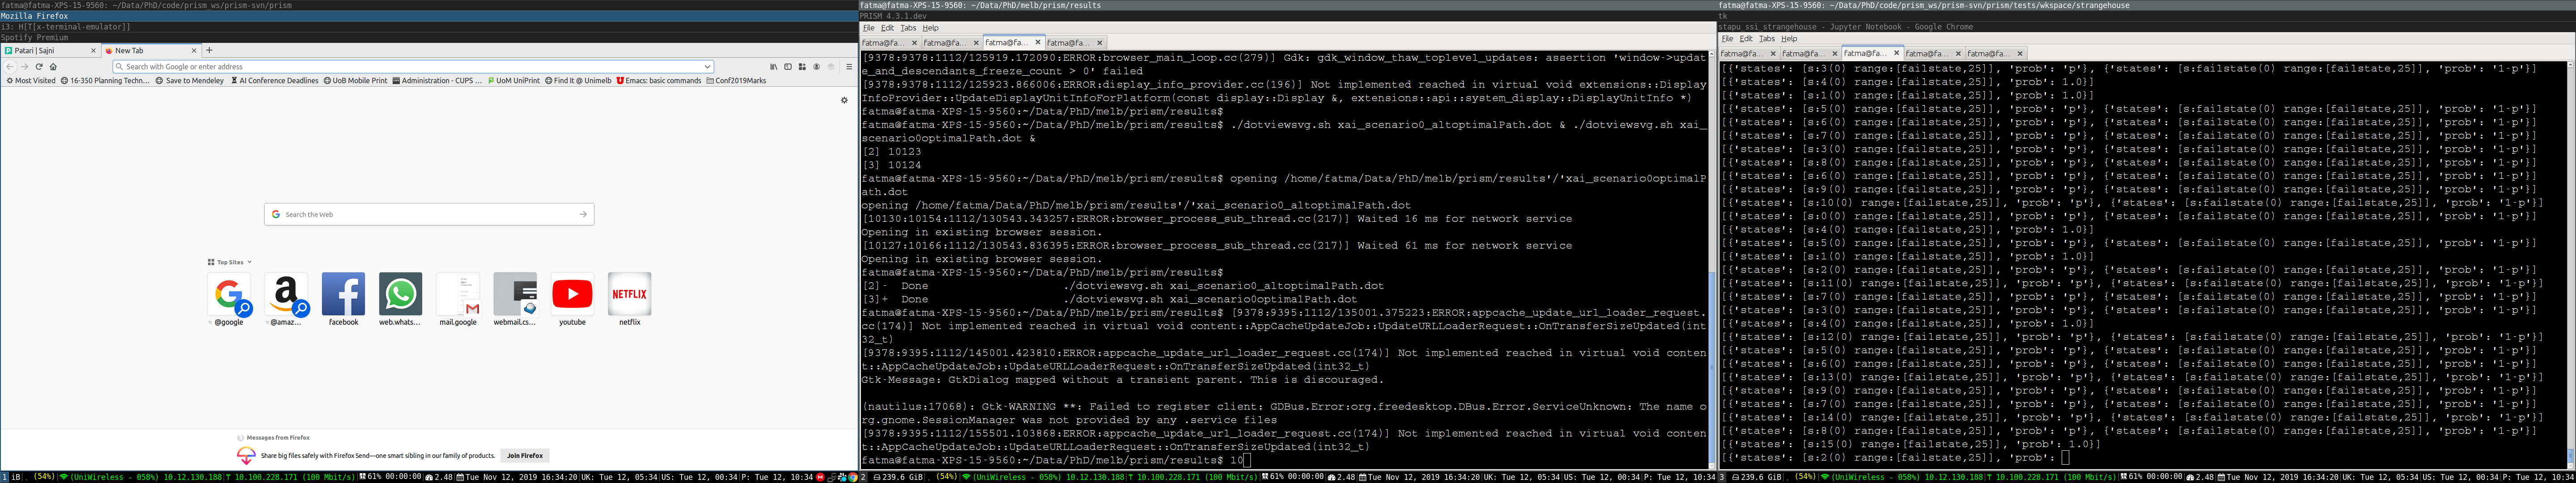 fatma@fatma-XPS-15-9560: ~/Data/PhD/code/prism_ws/prism-svn/prism
Mozilla Firefox
i3: H[T[x-terminal-emulator]]
Spotify Premium
Patari | Sajni
New Tab
Search with Google or enter address
Most Visited 16-350 Planning Techn… Save to Mendeley AI Conference Deadlines UoB Mobile Print Administration - CUPS … UoM UniPrint Find It @ Unimelb Emacs: basic commands Conf2019Marks
Search the Web
Top Sites
@google @amaz… facebook web.whats… mail.google webmail.cs… youtube netflix
NETFLIX
Messages from Firefox
Share big files safely with Firefox Send—one smart sibling in our family of products. Join Firefox
1 iB (54%) (UniWireless - 058%) 10.12.130.188 T 10.100.228.171 (100 Mbit/s) 61% 00:00:00 2.48 Tue Nov 12, 2019 16:34:20 UK: Tue 12, 05:34 US: Tue 12, 00:34 P: Tue 12, 10:34
fatma@fatma-XPS-15-9560: ~/Data/PhD/melb/prism/results
PRISM 4.3.1.dev
File Edit Tabs Help
fatma@fa… fatma@fa… fatma@fa… fatma@fa…
[9378:9378:1112/125919.172090:ERROR:browser_main_loop.cc(279)] Gdk: gdk_window_thaw_toplevel_updates: assertion 'window->updat
e_and_descendants_freeze_count > 0' failed
[9378:9378:1112/125923.866006:ERROR:display_info_provider.cc(196)] Not implemented reached in virtual void extensions::Display
InfoProvider::UpdateDisplayUnitInfoForPlatform(const display::Display &, extensions::api::system_display::DisplayUnitInfo *)
fatma@fatma-XPS-15-9560:~/Data/PhD/melb/prism/results$
fatma@fatma-XPS-15-9560:~/Data/PhD/melb/prism/results$ ./dotviewsvg.sh xai_scenario0_altoptimalPath.dot & ./dotviewsvg.sh xai_
scenario0optimalPath.dot &
[2] 10123
[3] 10124
fatma@fatma-XPS-15-9560:~/Data/PhD/melb/prism/results$ opening /home/fatma/Data/PhD/melb/prism/results'/'xai_scenario0optimalP
ath.dot
opening /home/fatma/Data/PhD/melb/prism/results'/'xai_scenario0_altoptimalPath.dot
[10130:10154:1112/130543.343257:ERROR:browser_process_sub_thread.cc(217)] Waited 16 ms for network service
Opening in existing browser session.
[10127:10166:1112/130543.836395:ERROR:browser_process_sub_thread.cc(217)] Waited 61 ms for network service
Opening in existing browser session.
fatma@fatma-XPS-15-9560:~/Data/PhD/melb/prism/results$
[2]- Done ./dotviewsvg.sh xai_scenario0_altoptimalPath.dot
[3]+ Done ./dotviewsvg.sh xai_scenario0optimalPath.dot
fatma@fatma-XPS-15-9560:~/Data/PhD/melb/prism/results$ [9378:9395:1112/135001.375223:ERROR:appcache_update_url_loader_request.
cc(174)] Not implemented reached in virtual void content::AppCacheUpdateJob::UpdateURLLoaderRequest::OnTransferSizeUpdated(int
32_t)
[9378:9395:1112/145001.423810:ERROR:appcache_update_url_loader_request.cc(174)] Not implemented reached in virtual void conten
t::AppCacheUpdateJob::UpdateURLLoaderRequest::OnTransferSizeUpdated(int32_t)
Gtk-Message: GtkDialog mapped without a transient parent. This is discouraged.
(nautilus:17068): Gtk-WARNING **: Failed to register client: GDBus.Error:org.freedesktop.DBus.Error.ServiceUnknown: The name o
rg.gnome.SessionManager was not provided by any .service files
[9378:9395:1112/155501.103868:ERROR:appcache_update_url_loader_request.cc(174)] Not implemented reached in virtual void conten
t::AppCacheUpdateJob::UpdateURLLoaderRequest::OnTransferSizeUpdated(int32_t)
fatma@fatma-XPS-15-9560:~/Data/PhD/melb/prism/results$ 10
2 239.6 GiB (54%) (UniWireless - 058%) 10.12.130.188 T 10.100.228.171 (100 Mbit/s) 61% 00:00:00 2.48 Tue Nov 12, 2019 16:34:20 UK: Tue 12, 05:34 US: Tue 12, 00:34 P: Tue 12, 10:34
fatma@fatma-XPS-15-9560: ~/Data/PhD/code/prism_ws/prism-svn/prism/tests/wkspace/strangehouse
tk
stapu_ssi_strangehouse - Jupyter Notebook - Google Chrome
File Edit Tabs Help
fatma@fa… fatma@fa… fatma@fa… fatma@fa… fatma@fa…
[{'states': [s:3(0) range:[failstate,25]], 'prob': 'p'}, {'states': [s:failstate(0) range:[failstate,25]], 'prob': '1-p'}]
[{'states': [s:4(0) range:[failstate,25]], 'prob': 1.0}]
[{'states': [s:1(0) range:[failstate,25]], 'prob': 1.0}]
[{'states': [s:5(0) range:[failstate,25]], 'prob': 'p'}, {'states': [s:failstate(0) range:[failstate,25]], 'prob': '1-p'}]
[{'states': [s:6(0) range:[failstate,25]], 'prob': 'p'}, {'states': [s:failstate(0) range:[failstate,25]], 'prob': '1-p'}]
[{'states': [s:7(0) range:[failstate,25]], 'prob': 'p'}, {'states': [s:failstate(0) range:[failstate,25]], 'prob': '1-p'}]
[{'states': [s:3(0) range:[failstate,25]], 'prob': 'p'}, {'states': [s:failstate(0) range:[failstate,25]], 'prob': '1-p'}]
[{'states': [s:8(0) range:[failstate,25]], 'prob': 'p'}, {'states': [s:failstate(0) range:[failstate,25]], 'prob': '1-p'}]
[{'states': [s:6(0) range:[failstate,25]], 'prob': 'p'}, {'states': [s:failstate(0) range:[failstate,25]], 'prob': '1-p'}]
[{'states': [s:9(0) range:[failstate,25]], 'prob': 'p'}, {'states': [s:failstate(0) range:[failstate,25]], 'prob': '1-p'}]
[{'states': [s:10(0) range:[failstate,25]], 'prob': 'p'}, {'states': [s:failstate(0) range:[failstate,25]], 'prob': '1-p'}]
[{'states': [s:0(0) range:[failstate,25]], 'prob': 'p'}, {'states': [s:failstate(0) range:[failstate,25]], 'prob': '1-p'}]
[{'states': [s:4(0) range:[failstate,25]], 'prob': 1.0}]
[{'states': [s:5(0) range:[failstate,25]], 'prob': 'p'}, {'states': [s:failstate(0) range:[failstate,25]], 'prob': '1-p'}]
[{'states': [s:1(0) range:[failstate,25]], 'prob': 1.0}]
[{'states': [s:2(0) range:[failstate,25]], 'prob': 'p'}, {'states': [s:failstate(0) range:[failstate,25]], 'prob': '1-p'}]
[{'states': [s:11(0) range:[failstate,25]], 'prob': 'p'}, {'states': [s:failstate(0) range:[failstate,25]], 'prob': '1-p'}]
[{'states': [s:7(0) range:[failstate,25]], 'prob': 'p'}, {'states': [s:failstate(0) range:[failstate,25]], 'prob': '1-p'}]
[{'states': [s:3(0) range:[failstate,25]], 'prob': 'p'}, {'states': [s:failstate(0) range:[failstate,25]], 'prob': '1-p'}]
[{'states': [s:4(0) range:[failstate,25]], 'prob': 1.0}]
[{'states': [s:12(0) range:[failstate,25]], 'prob': 'p'}, {'states': [s:failstate(0) range:[failstate,25]], 'prob': '1-p'}]
[{'states': [s:5(0) range:[failstate,25]], 'prob': 'p'}, {'states': [s:failstate(0) range:[failstate,25]], 'prob': '1-p'}]
[{'states': [s:6(0) range:[failstate,25]], 'prob': 'p'}, {'states': [s:failstate(0) range:[failstate,25]], 'prob': '1-p'}]
[{'states': [s:13(0) range:[failstate,25]], 'prob': 'p'}, {'states': [s:failstate(0) range:[failstate,25]], 'prob': '1-p'}]
[{'states': [s:9(0) range:[failstate,25]], 'prob': 'p'}, {'states': [s:failstate(0) range:[failstate,25]], 'prob': '1-p'}]
[{'states': [s:7(0) range:[failstate,25]], 'prob': 'p'}, {'states': [s:failstate(0) range:[failstate,25]], 'prob': '1-p'}]
[{'states': [s:14(0) range:[failstate,25]], 'prob': 'p'}, {'states': [s:failstate(0) range:[failstate,25]], 'prob': '1-p'}]
[{'states': [s:8(0) range:[failstate,25]], 'prob': 'p'}, {'states': [s:failstate(0) range:[failstate,25]], 'prob': '1-p'}]
[{'states': [s:15(0) range:[failstate,25]], 'prob': 1.0}]
[{'states': [s:2(0) range:[failstate,25]], 'prob':
3 239.6 GiB (54%) (UniWireless - 058%) 10.12.130.188 T 10.100.228.171 (100 Mbit/s) 61% 00:00:00 2.48 Tue Nov 12, 2019 16:34:20 UK: Tue 12, 05:34 US: Tue 12, 00:34 P: Tue 12, 10:34